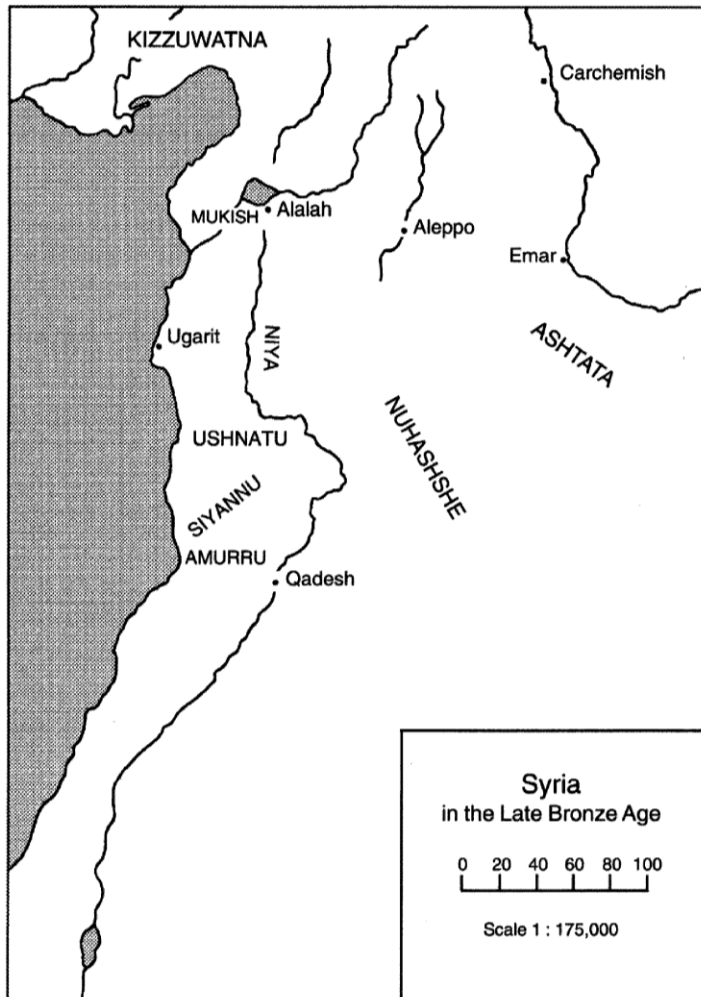 KIZZUWATNA
Carchemish
MUKISH
Alalah
Aleppo
Emar
Ugarit
NIYA
ASHTATA
NUHASHSHE
USHNATU
SIYANNU
AMURRU
Qadesh
Syria
in the Late Bronze Age
0 20 40 60 80 100
Scale 1 : 175,000